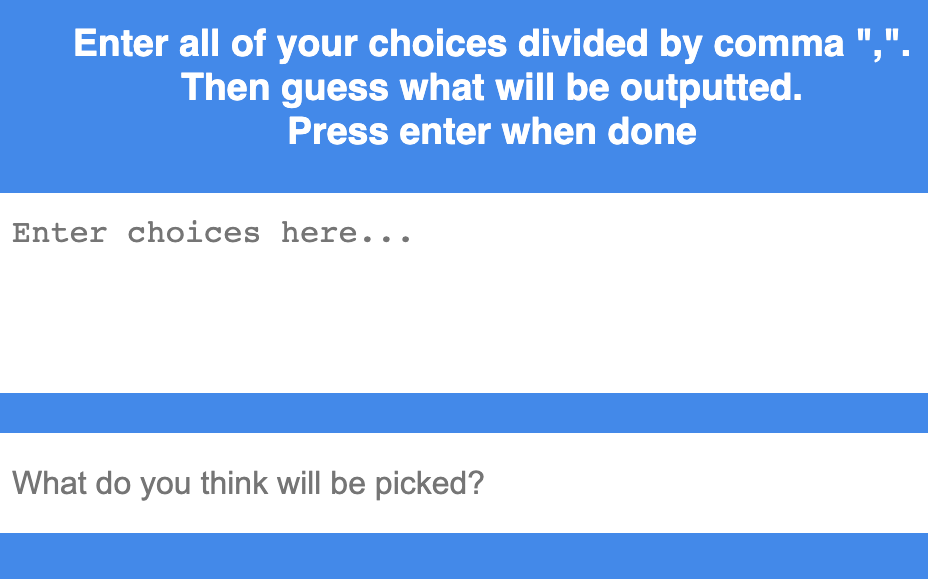 Enter all of your choices divided by comma ",".
Then guess what will be outputted.
Press enter when done
Enter choices here...
What do you think will be picked?